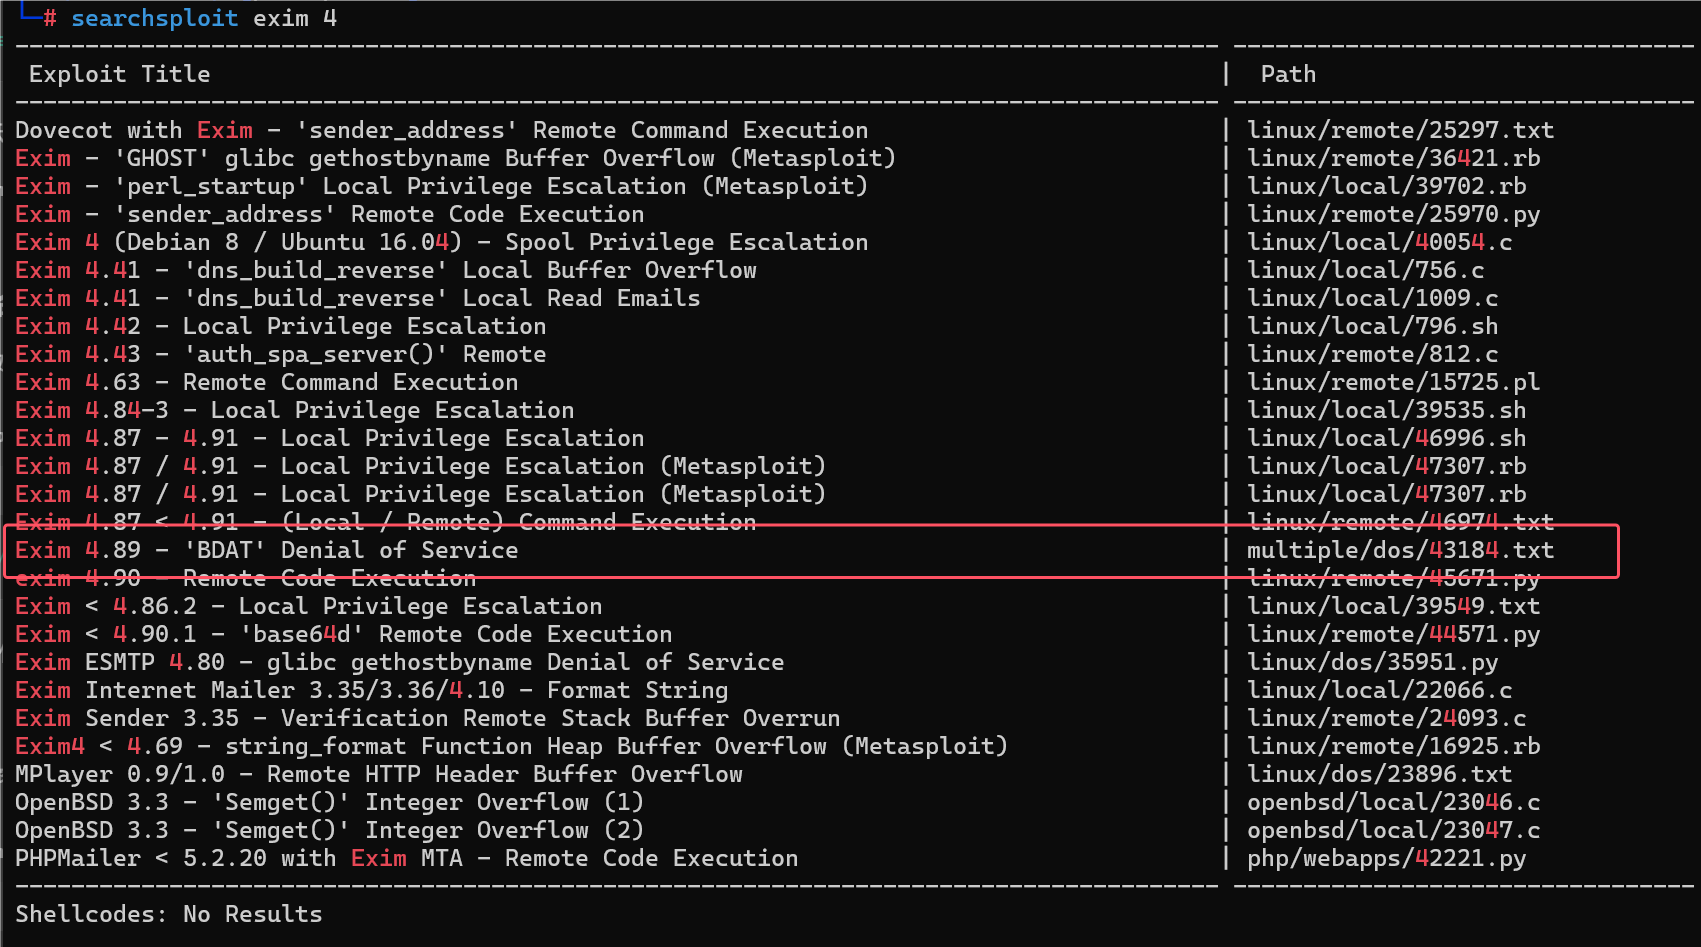 └─# searchsploit exim 4
--------------------------------------------------------------------------------------- ---------------------------------
Exploit Title | Path
--------------------------------------------------------------------------------------- ---------------------------------
Dovecot with Exim - 'sender_address' Remote Command Execution | linux/remote/25297.txt
Exim - 'GHOST' glibc gethostbyname Buffer Overflow (Metasploit) | linux/remote/36421.rb
Exim - 'perl_startup' Local Privilege Escalation (Metasploit) | linux/local/39702.rb
Exim - 'sender_address' Remote Code Execution | linux/remote/25970.py
Exim 4 (Debian 8 / Ubuntu 16.04) - Spool Privilege Escalation | linux/local/40054.c
Exim 4.41 - 'dns_build_reverse' Local Buffer Overflow | linux/local/756.c
Exim 4.41 - 'dns_build_reverse' Local Read Emails | linux/local/1009.c
Exim 4.42 - Local Privilege Escalation | linux/local/796.sh
Exim 4.43 - 'auth_spa_server()' Remote | linux/remote/812.c
Exim 4.63 - Remote Command Execution | linux/remote/15725.pl
Exim 4.84-3 - Local Privilege Escalation | linux/local/39535.sh
Exim 4.87 - 4.91 - Local Privilege Escalation | linux/local/46996.sh
Exim 4.87 / 4.91 - Local Privilege Escalation (Metasploit) | linux/local/47307.rb
Exim 4.87 / 4.91 - Local Privilege Escalation (Metasploit) | linux/local/47307.rb
Exim 4.87 < 4.91 - (Local / Remote) Command Execution | linux/remote/46974.txt
Exim 4.89 - 'BDAT' Denial of Service | multiple/dos/43184.txt
exim 4.90 - Remote Code Execution | linux/remote/45671.py
Exim < 4.86.2 - Local Privilege Escalation | linux/local/39549.txt
Exim < 4.90.1 - 'base64d' Remote Code Execution | linux/remote/44571.py
Exim ESMTP 4.80 - glibc gethostbyname Denial of Service | linux/dos/35951.py
Exim Internet Mailer 3.35/3.36/4.10 - Format String | linux/local/22066.c
Exim Sender 3.35 - Verification Remote Stack Buffer Overrun | linux/remote/24093.c
Exim4 < 4.69 - string_format Function Heap Buffer Overflow (Metasploit) | linux/remote/16925.rb
MPlayer 0.9/1.0 - Remote HTTP Header Buffer Overflow | linux/dos/23896.txt
OpenBSD 3.3 - 'Semget()' Integer Overflow (1) | openbsd/local/23046.c
OpenBSD 3.3 - 'Semget()' Integer Overflow (2) | openbsd/local/23047.c
PHPMailer < 5.2.20 with Exim MTA - Remote Code Execution | php/webapps/42221.py
--------------------------------------------------------------------------------------- ---------------------------------
Shellcodes: No Results